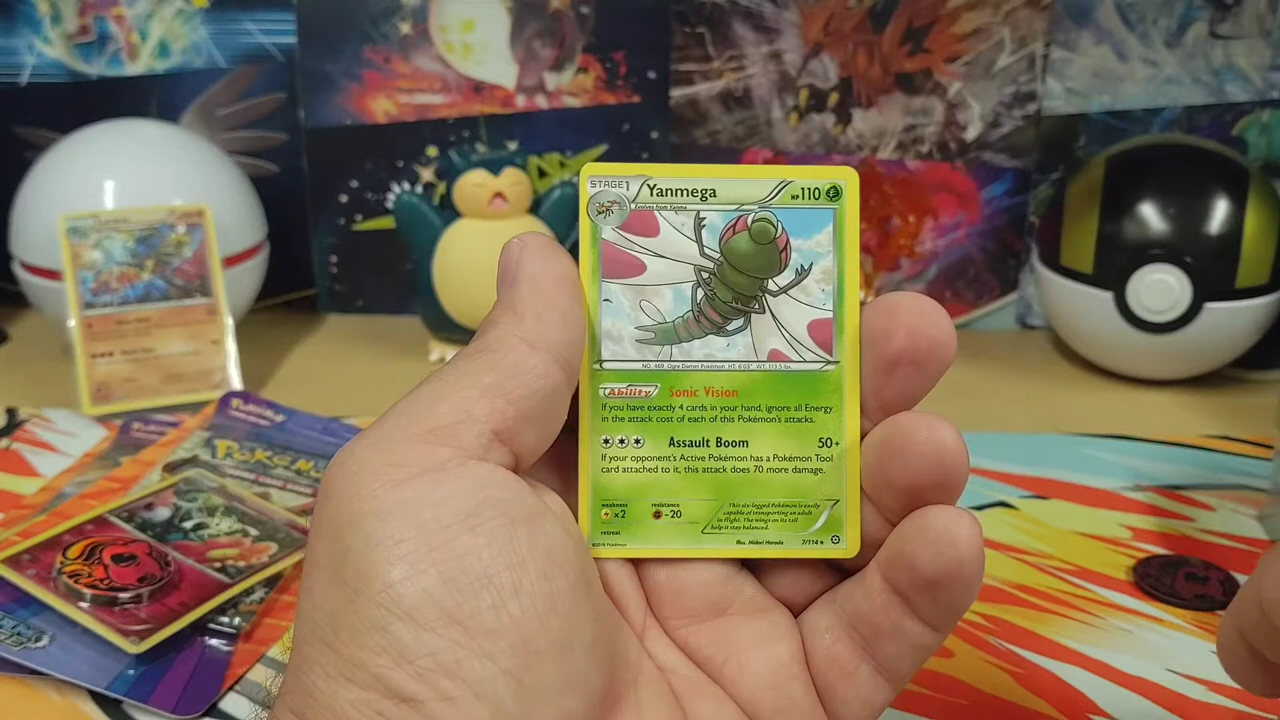 STAGE 1 Yanmega HP 110
Evolves from Yanma
NO. 469 Ogre Darner Pokémon HT: 6'03" WT: 113.5 lbs.
Ability Sonic Vision
If you have exactly 4 cards in your hand, ignore all Energy
in the attack cost of each of this Pokémon's attacks.
Assault Boom 50+
If your opponent's Active Pokémon has a Pokémon Tool
card attached to it, this attack does 70 more damage.
weakness resistance
×2 -20
retreat
This six-legged Pokémon is easily
capable of transporting an adult
in flight. The wings on its tail
help it stay balanced.
©2016 Pokémon Illus. Midori Harada 7/114 ★
Pokémon
POKÉMON